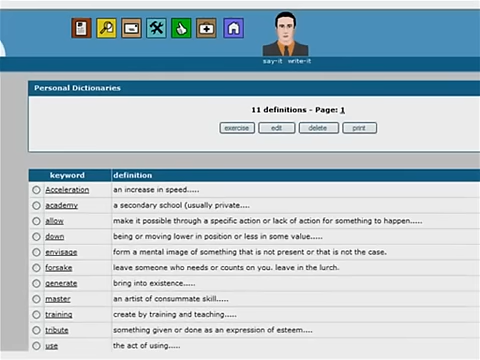 say-it write-it
Personal Dictionaries
11 definitions - Page: 1
exercise edit delete print
keyword definition
Acceleration an increase in speed.....
academy a secondary school (usually private....
allow make it possible through a specific action or lack of action for something to happen.....
down being or moving lower in position or less in some value.....
envisage form a mental image of something that is not present or that is not the case.
forsake leave someone who needs or counts on you. leave in the lurch.
generate bring into existence.....
master an artist of consummate skill.....
training create by training and teaching.....
tribute something given or done as an expression of esteem....
use the act of using.....